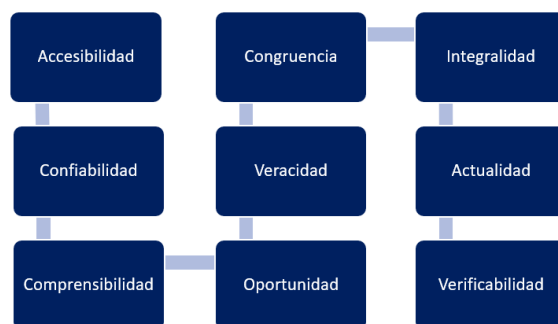 Accesibilidad
Confiabilidad
Comprensibilidad
Oportunidad
Veracidad
Congruencia
Integralidad
Actualidad
Verificabilidad